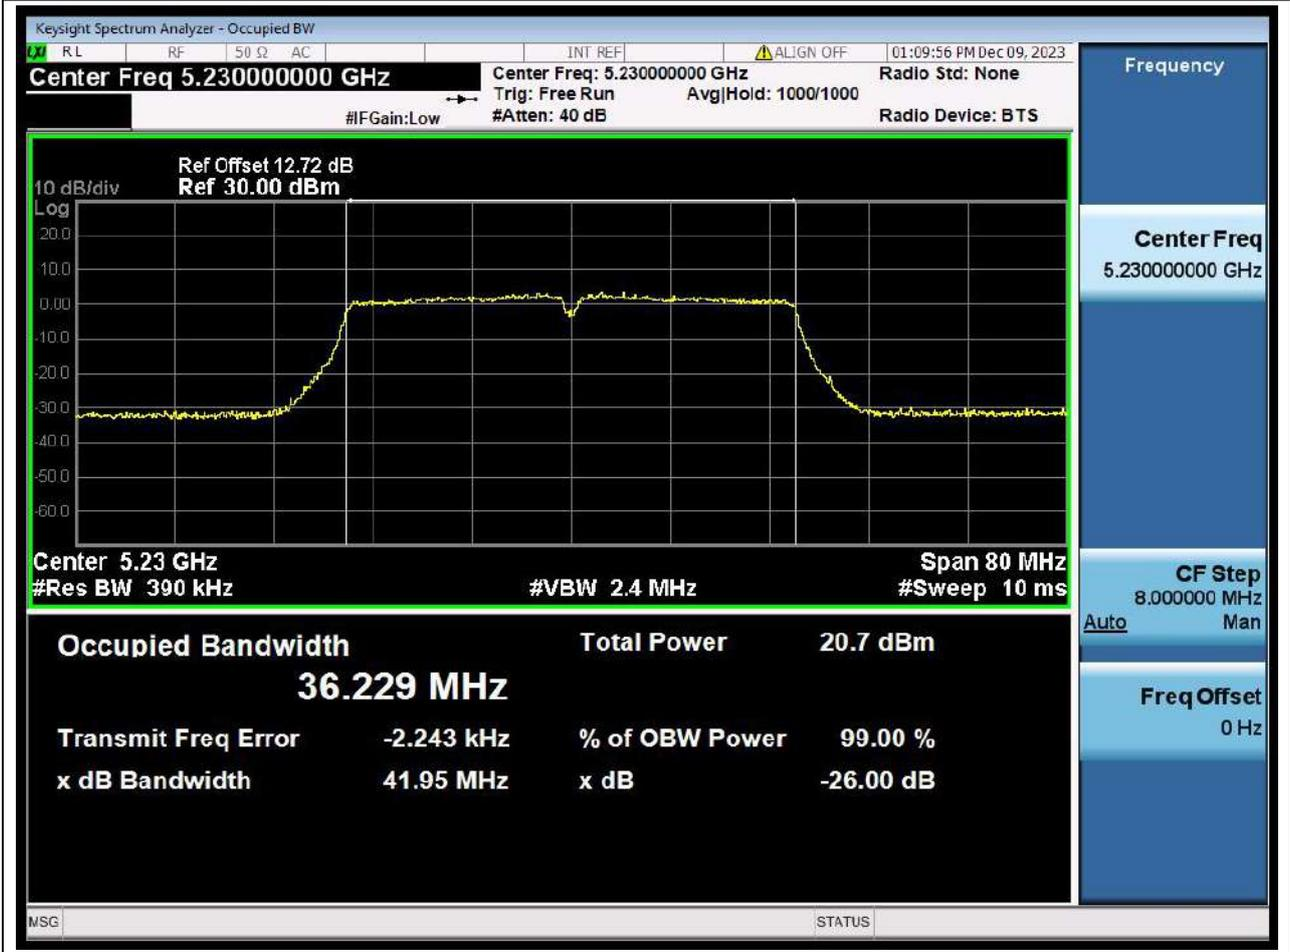 Keysight Spectrum Analyzer - Occupied BW
LXI RL RF 50 Ω AC INT REF ALIGN OFF 01:09:56 PM Dec 09, 2023
Center Freq 5.230000000 GHz
Center Freq: 5.230000000 GHz
Radio Std: None
Trig: Free Run Avg|Hold: 1000/1000
#IFGain:Low
#Atten: 40 dB
Radio Device: BTS
Ref Offset 12.72 dB
10 dB/div Ref 30.00 dBm
Log
20.0
10.0
0.00
-10.0
-20.0
-30.0
-40.0
-50.0
-60.0
Center 5.23 GHz Span 80 MHz
#Res BW 390 kHz #VBW 2.4 MHz #Sweep 10 ms
Occupied Bandwidth Total Power 20.7 dBm
36.229 MHz
Transmit Freq Error -2.243 kHz % of OBW Power 99.00 %
x dB Bandwidth 41.95 MHz x dB -26.00 dB
MSG STATUS
Frequency
Center Freq
5.230000000 GHz
CF Step
8.000000 MHz
Auto Man
Freq Offset
0 Hz